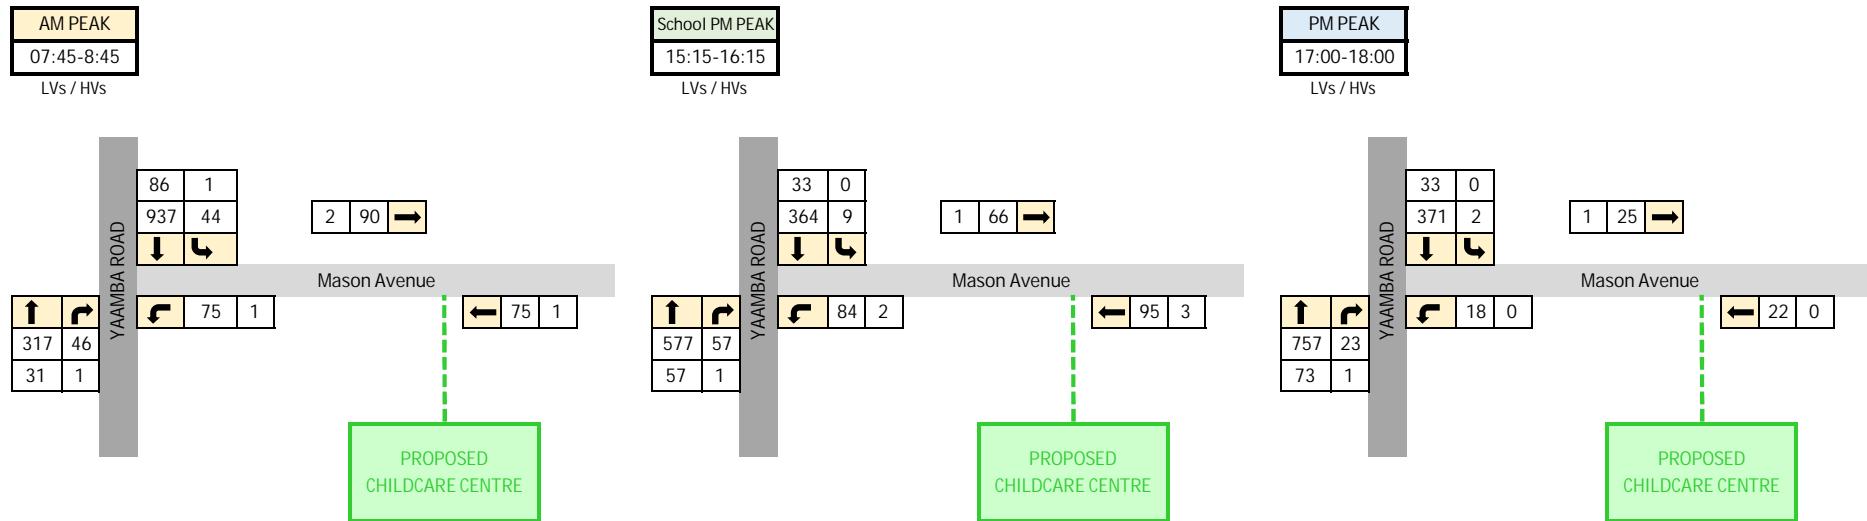 AM PEAK
07:45-8:45
LVs / HVs
86 1
937 44
2 90
YAAMBA ROAD
Mason Avenue
75 1
75 1
317 46
31 1
PROPOSED
CHILDCARE CENTRE
School PM PEAK
15:15-16:15
LVs / HVs
33 0
364 9
1 66
YAAMBA ROAD
Mason Avenue
84 2
95 3
577 57
57 1
PROPOSED
CHILDCARE CENTRE
PM PEAK
17:00-18:00
LVs / HVs
33 0
371 2
1 25
YAAMBA ROAD
Mason Avenue
18 0
22 0
757 23
73 1
PROPOSED
CHILDCARE CENTRE